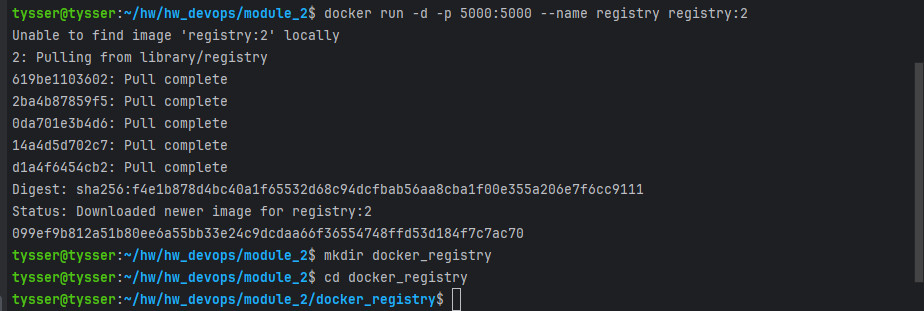 tysser@tysser:~/hw/hw_devops/module_2$ docker run -d -p 5000:5000 --name registry registry:2
Unable to find image 'registry:2' locally
2: Pulling from library/registry
619be1103602: Pull complete
2ba4b87859f5: Pull complete
0da701e3b4d6: Pull complete
14a4d5d702c7: Pull complete
d1a4f6454cb2: Pull complete
Digest: sha256:f4e1b878d4bc40a1f65532d68c94dcfbab56aa8cba1f00e355a206e7f6cc9111
Status: Downloaded newer image for registry:2
099ef9b812a51b80ee6a55bb33e24c9dcdaa66f36554748ffd53d184f7c7ac70
tysser@tysser:~/hw/hw_devops/module_2$ mkdir docker_registry
tysser@tysser:~/hw/hw_devops/module_2$ cd docker_registry
tysser@tysser:~/hw/hw_devops/module_2/docker_registry$